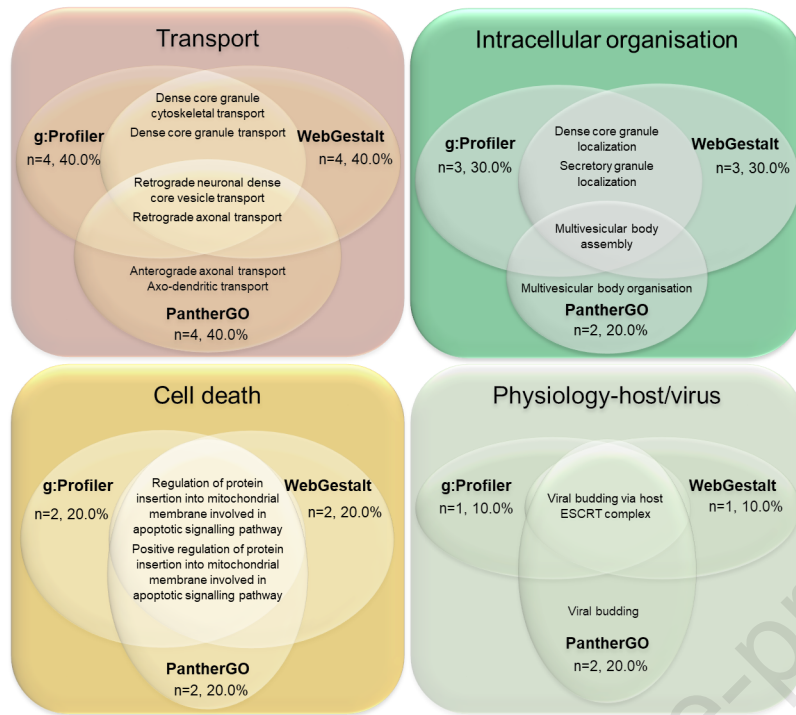 Transport
Dense core granule
cytoskeletal transport
Dense core granule transport
g:Profiler
n=4, 40.0%
WebGestalt
n=4, 40.0%
Retrograde neuronal dense
core vesicle transport
Retrograde axonal transport
Anterograde axonal transport
Axo-dendritic transport
PantherGO
n=4, 40.0%
Intracellular organisation
Dense core granule
localization
Secretory granule
localization
g:Profiler
n=3, 30.0%
WebGestalt
n=3, 30.0%
Multivesicular body
assembly
Multivesicular body organisation
PantherGO
n=2, 20.0%
Cell death
g:Profiler
n=2, 20.0%
WebGestalt
n=2, 20.0%
Regulation of protein
insertion into mitochondrial
membrane involved in
apoptotic signalling pathway
Positive regulation of protein
insertion into mitochondrial
membrane involved in
apoptotic signalling pathway
PantherGO
n=2, 20.0%
Physiology-host/virus
g:Profiler
n=1, 10.0%
WebGestalt
n=1, 10.0%
Viral budding via host
ESCRT complex
Viral budding
PantherGO
n=2, 20.0%